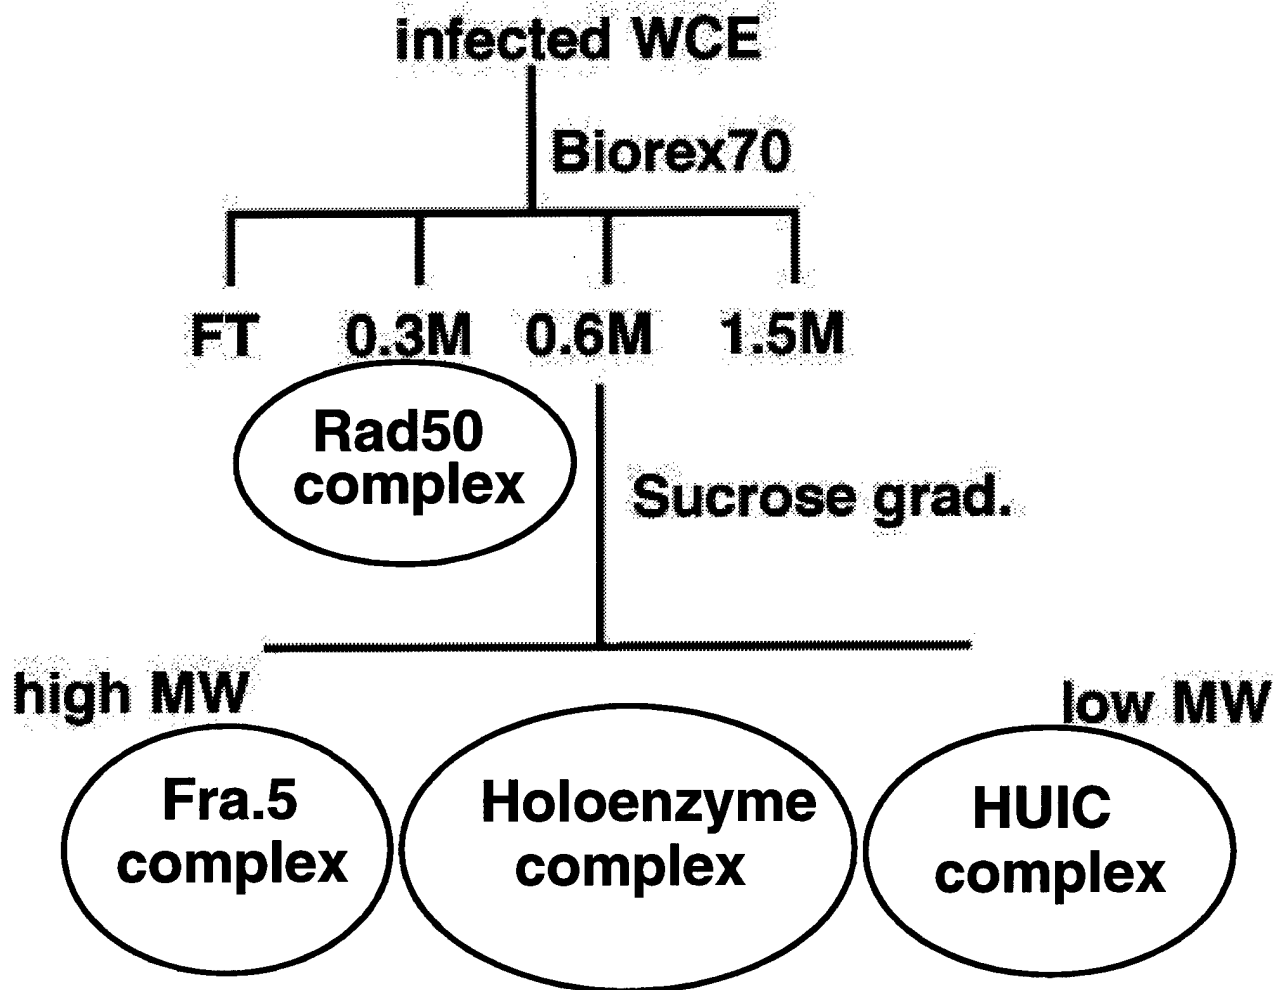 infected WCE
Biorex70
FT 0.3M 0.6M 1.5M
Rad50
complex
Sucrose grad.
high MW
low MW
Fra.5
complex
Holoenzyme
complex
HUIC
complex